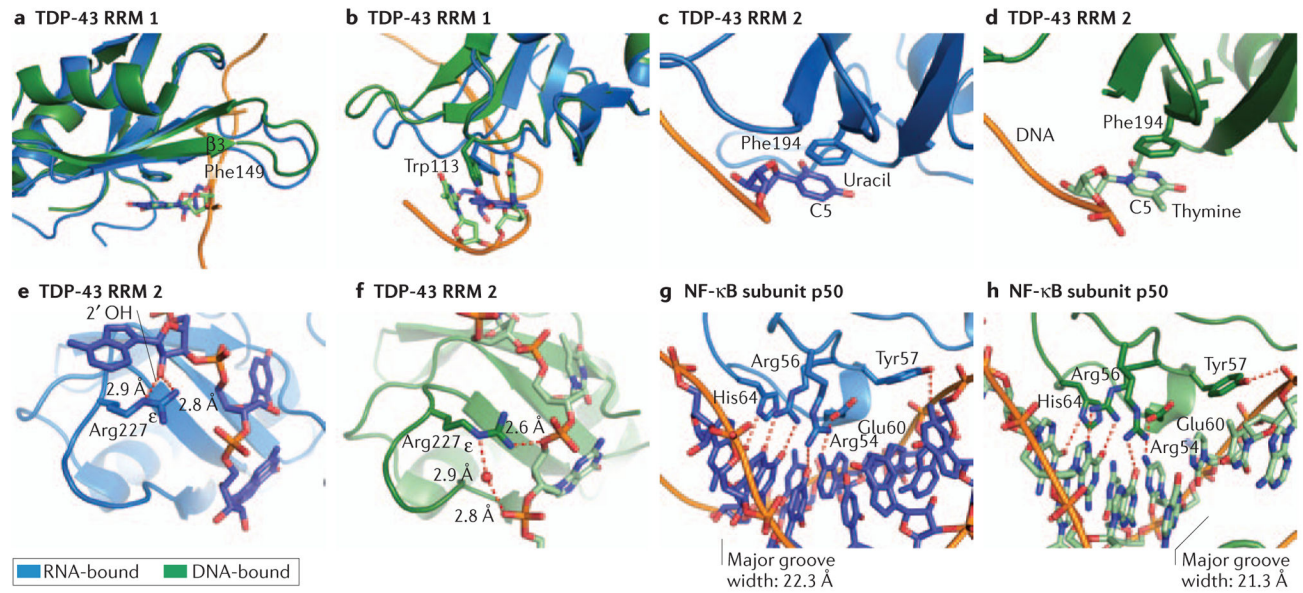 a TDP-43 RRM 1
β3
Phe149
b TDP-43 RRM 1
Trp113
c TDP-43 RRM 2
Phe194
Uracil
C5
d TDP-43 RRM 2
DNA
Phe194
C5
Thymine
e TDP-43 RRM 2
2′ OH
2.9 Å
2.8 Å
ε
Arg227
f TDP-43 RRM 2
Arg227
2.6 Å
ε
2.9 Å
2.8 Å
g NF-κB subunit p50
Arg56
Tyr57
His64
Glu60
Arg54
Major groove
width: 22.3 Å
h NF-κB subunit p50
Tyr57
Arg56
His64
Glu60
Arg54
Major groove
width: 21.3 Å
RNA-bound
DNA-bound